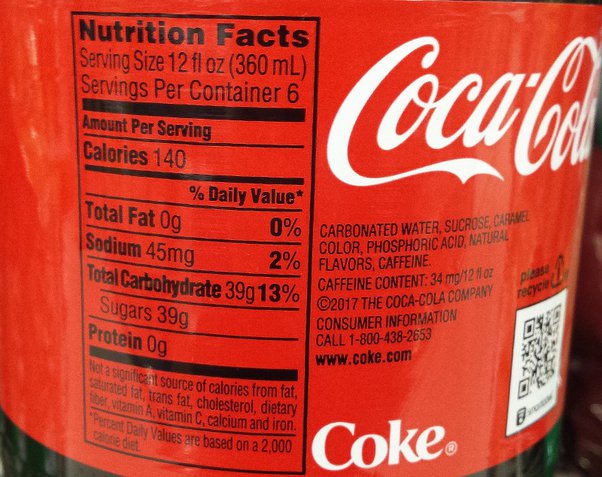 Nutrition Facts
Serving Size 12 fl oz (360 mL)
Servings Per Container 6
Amount Per Serving
Calories 140
% Daily Value*
Total Fat 0g 0%
Sodium 45mg 2%
Total Carbohydrate 39g 13%
Sugars 39g
Protein 0g
Not a significant source of calories from fat,
saturated fat, trans fat, cholesterol, dietary
fiber, vitamin A, vitamin C, calcium and iron.
*Percent Daily Values are based on a 2,000
calorie diet.
Coca-Cola
CARBONATED WATER, SUCROSE, CARAMEL
COLOR, PHOSPHORIC ACID, NATURAL
FLAVORS, CAFFEINE.
CAFFEINE CONTENT: 34 mg/12 fl oz
©2017 THE COCA-COLA COMPANY
CONSUMER INFORMATION
CALL 1-800-438-2653
www.coke.com
please
recycle
Coke®